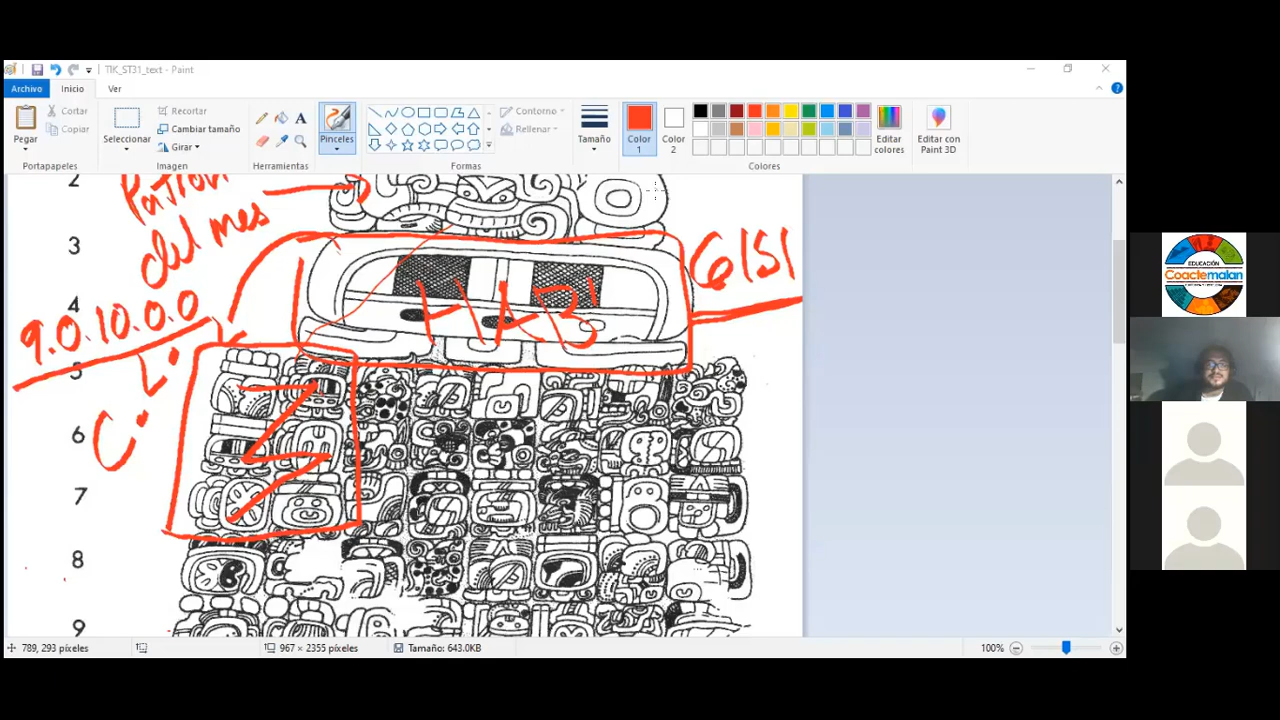 TIK_ST31_text - Paint
Archivo Inicio Ver
Pegar
Cortar
Copiar
Portapapeles
Seleccionar
Recortar
Cambiar tamaño
Girar
Imagen
Herramientas
Pinceles
Contorno
Rellenar
Formas
Tamaño
Color 1
Color 2
Editar colores
Colores
Editar con Paint 3D
2
Patrón
del mes
3
GISI
HAB'
4
9.0.10.0.0
5
6
7
8
9
EDUCACIÓN
Coactemalan
789, 293 píxeles
967 × 2355 píxeles
Tamaño: 643.0KB
100%